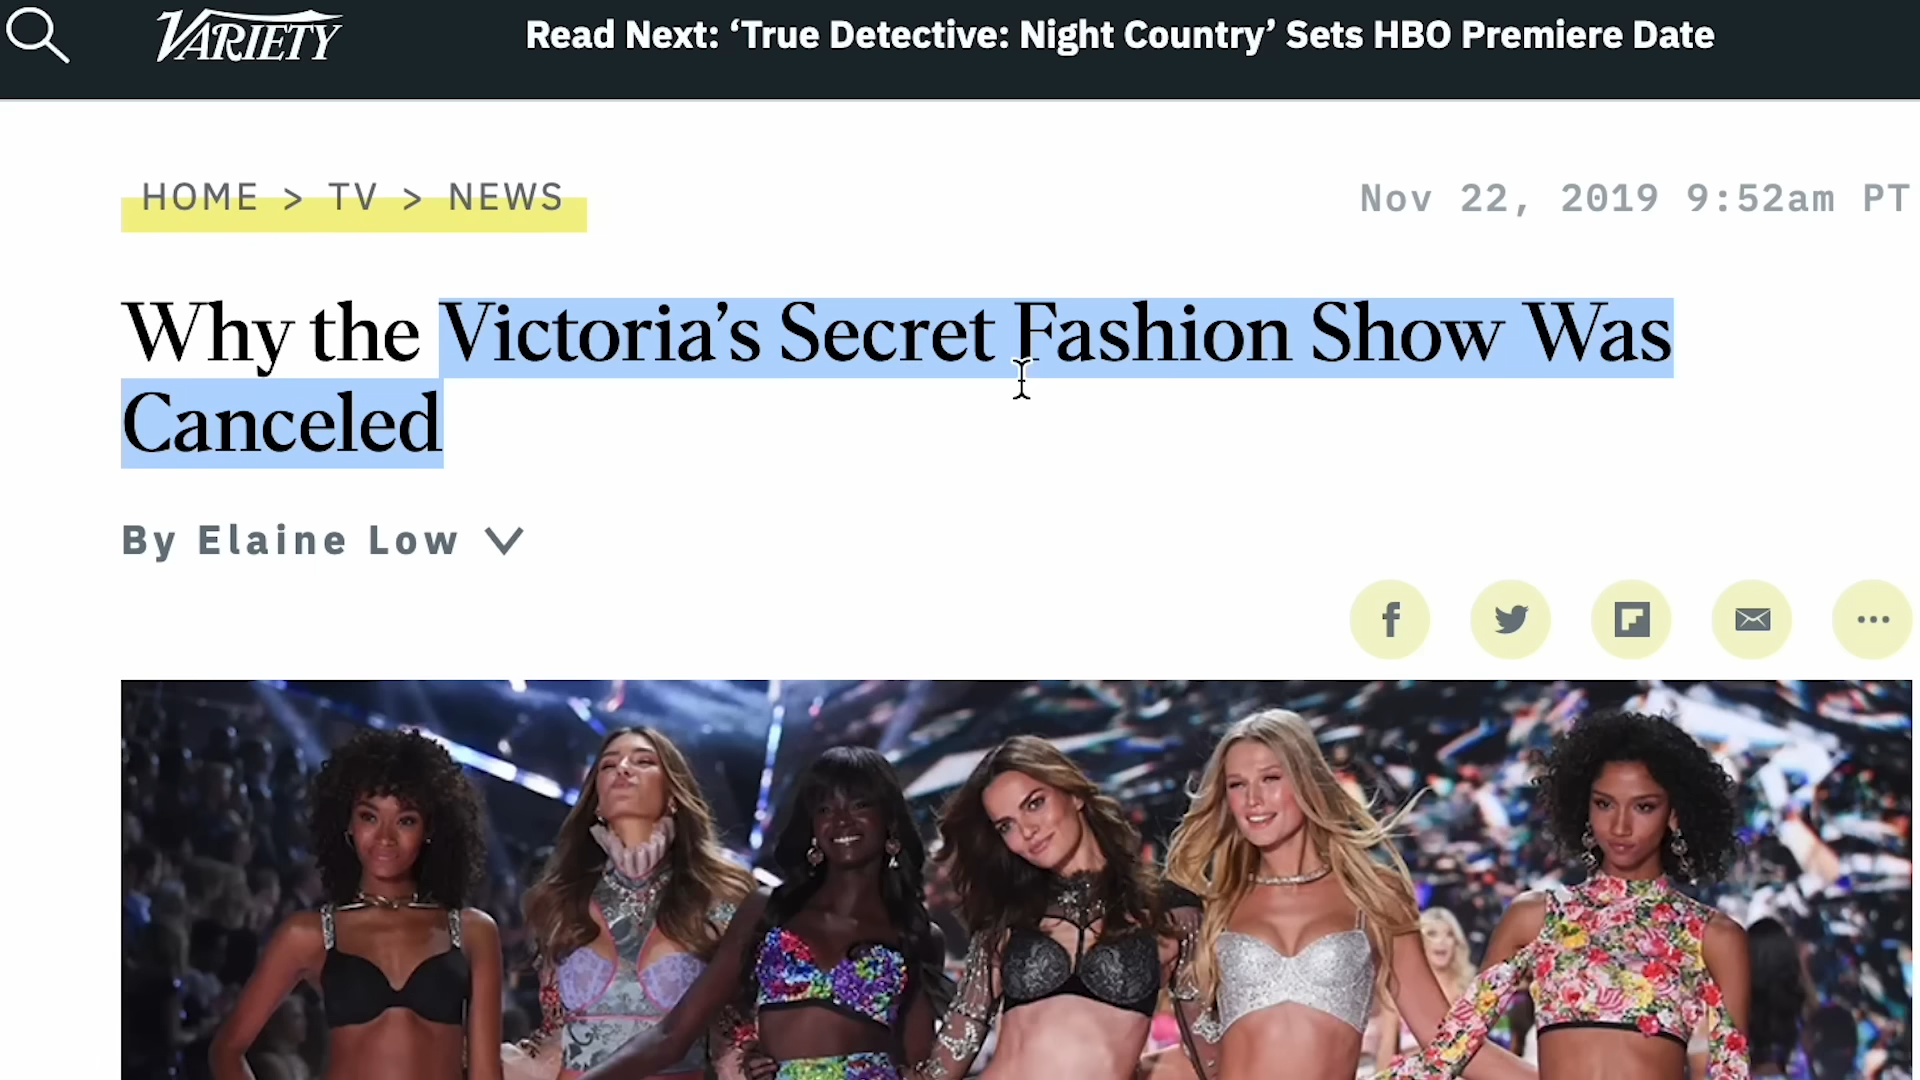 VARIETY
Read Next: ‘True Detective: Night Country’ Sets HBO Premiere Date
HOME > TV > NEWS
Nov 22, 2019 9:52am PT
Why the Victoria’s Secret Fashion Show Was
Canceled
By Elaine Low